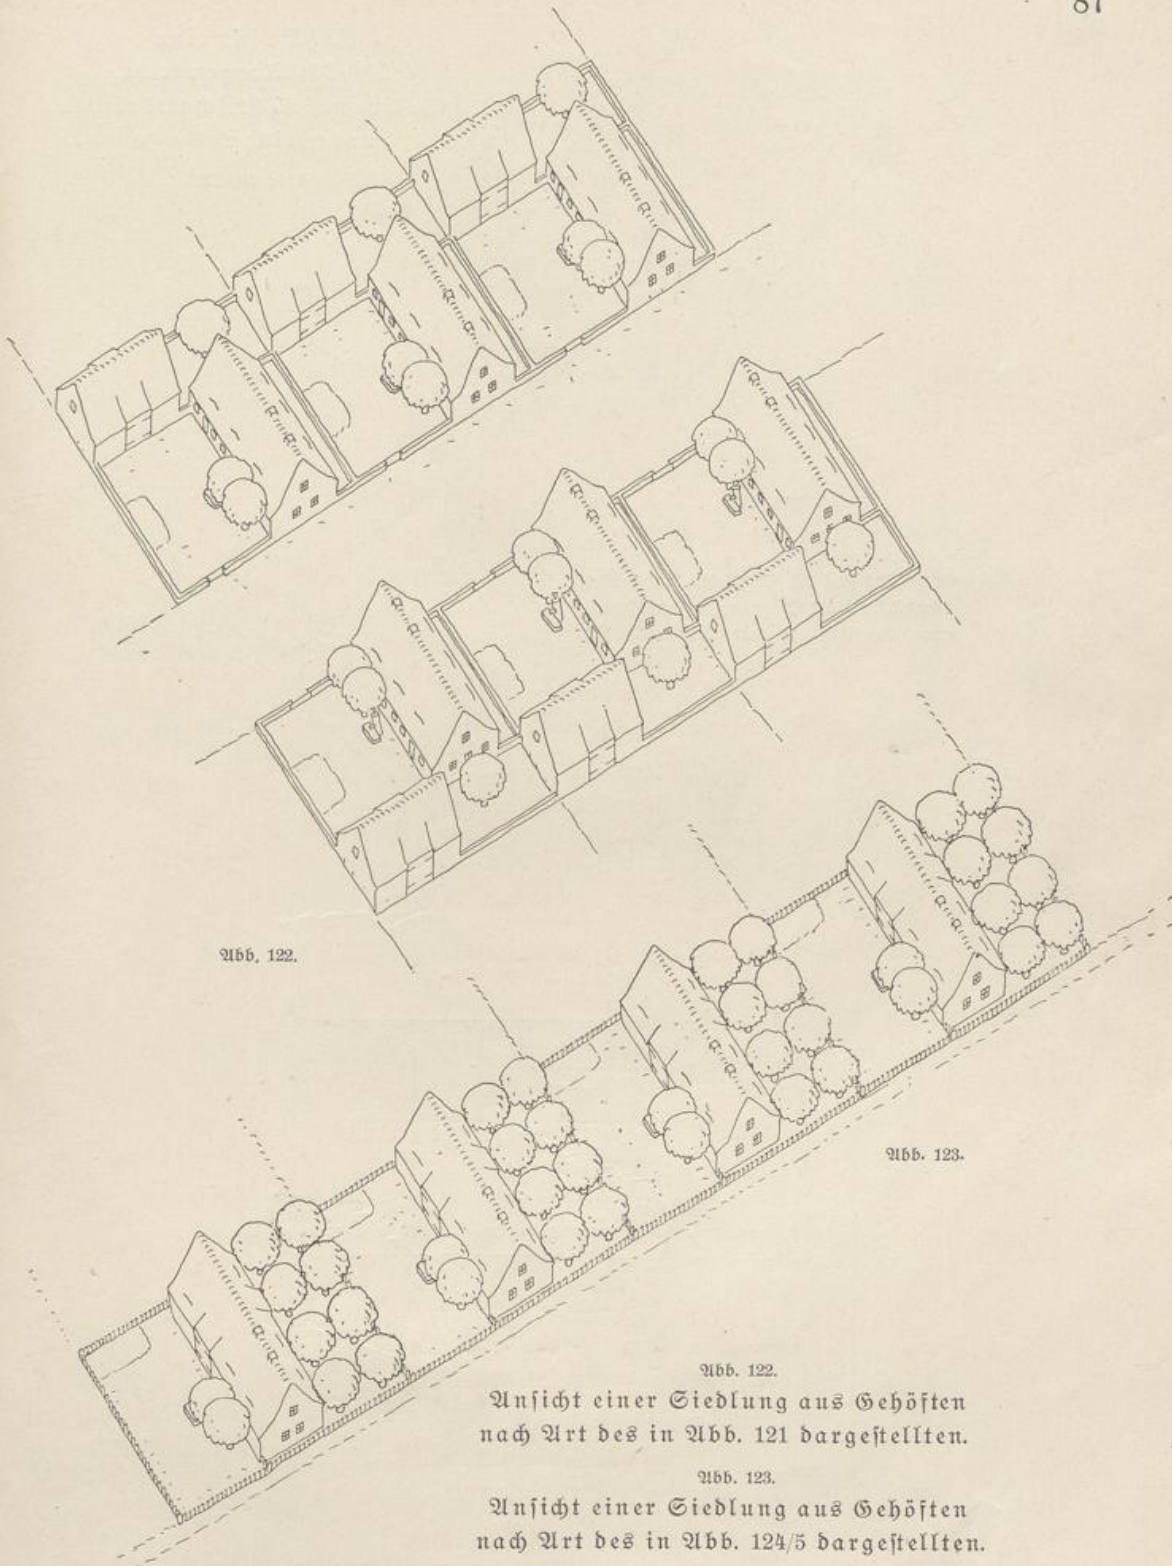 87
Abb. 122.
Abb. 123.
Abb. 122.
Ansicht einer Siedlung aus Gehöften
nach Art des in Abb. 121 dargestellten.
Abb. 123.
Ansicht einer Siedlung aus Gehöften
nach Art des in Abb. 124/5 dargestellten.